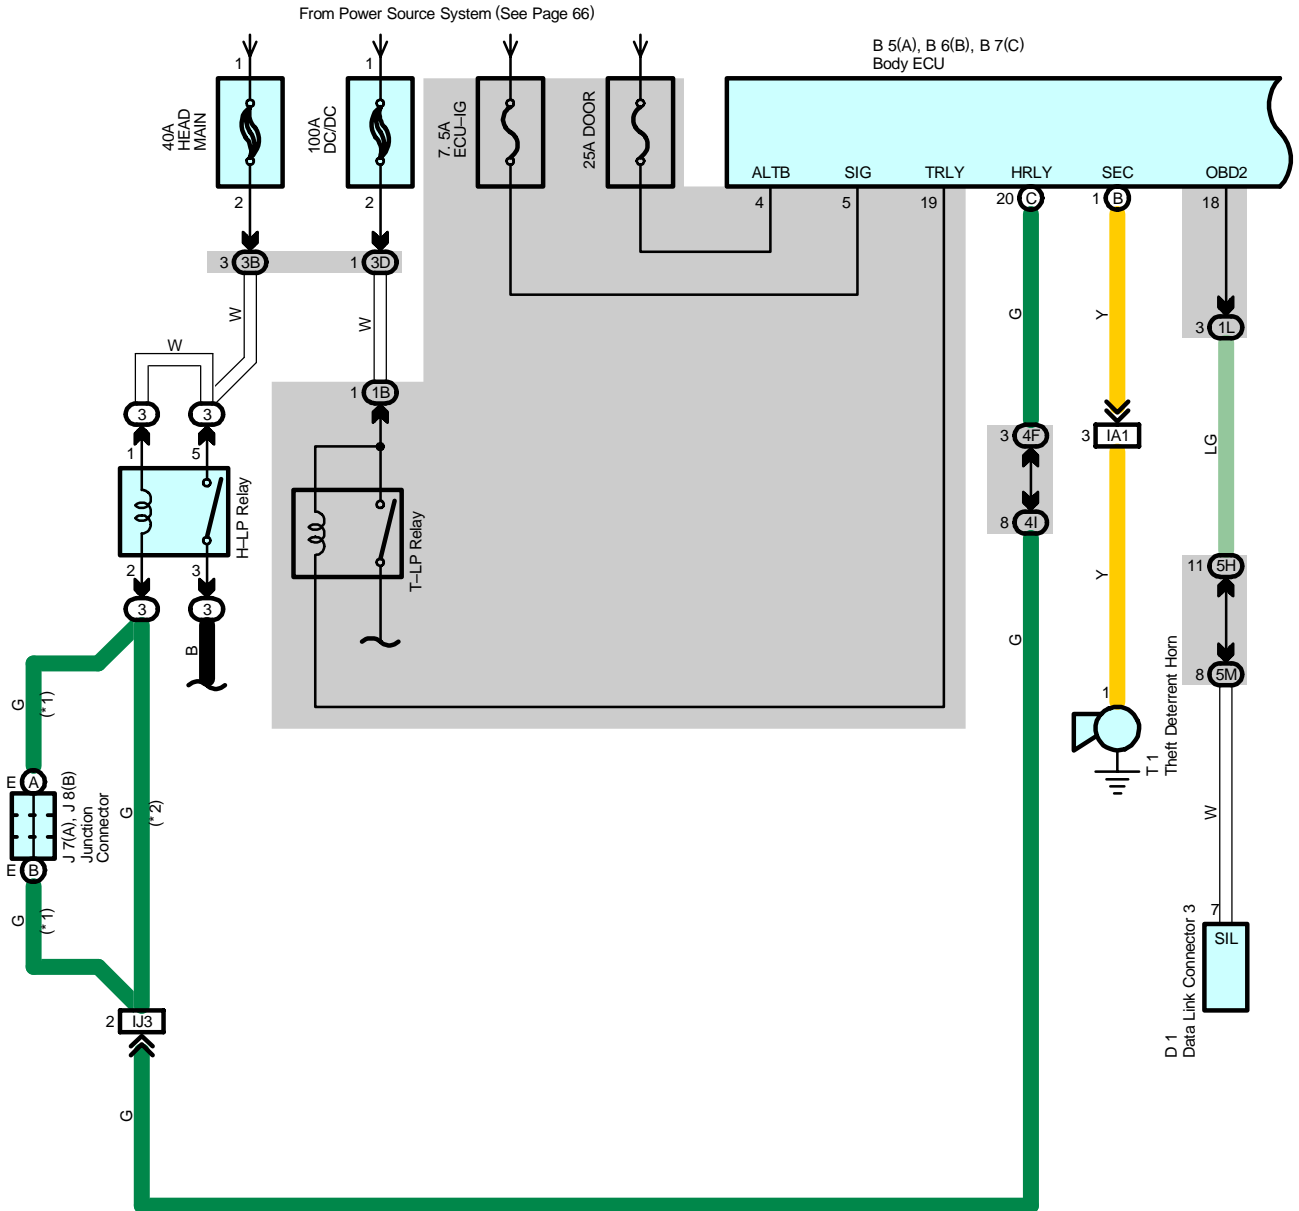 From Power Source System (See Page 66)
B 5(A), B 6(B), B 7(C)
Body ECU
1
1
40A
HEAD
MAIN
100A
DC/DC
7. 5A
ECU-IG
25A DOOR
ALTB
SIG
TRLY
HRLY
SEC
OBD2
2
2
4
5
19
20
C
1
B
18
3
3B
1
3D
W
W
W
G
Y
3
1L
1
1B
3
3
1
5
3
4F
3
IA1
LG
H-LP Relay
T-LP Relay
8
4I
2
3
3
3
11
5H
Y
B
G
8
5M
G
(*1)
1
T 1
Theft Deterrent Horn
E
A
J 7(A), J 8(B)
Junction
Connector
G
(*2)
W
E
B
G
(*1)
7
SIL
D 1
Data Link Connector 3
2
IJ3
G